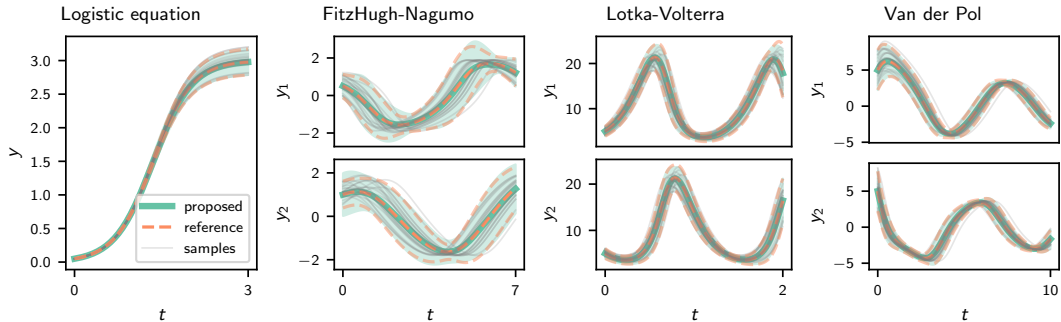 Logistic equation
3.0
2.5
2.0
1.5
1.0
0.5
0.0
y
0
3
t
proposed
reference
samples
FitzHugh-Nagumo
2
0
−2
y1
2
0
−2
y2
0
7
t
Lotka-Volterra
20
10
y1
20
10
y2
0
2
t
Van der Pol
5
0
−5
y1
5
0
−5
y2
0
10
t